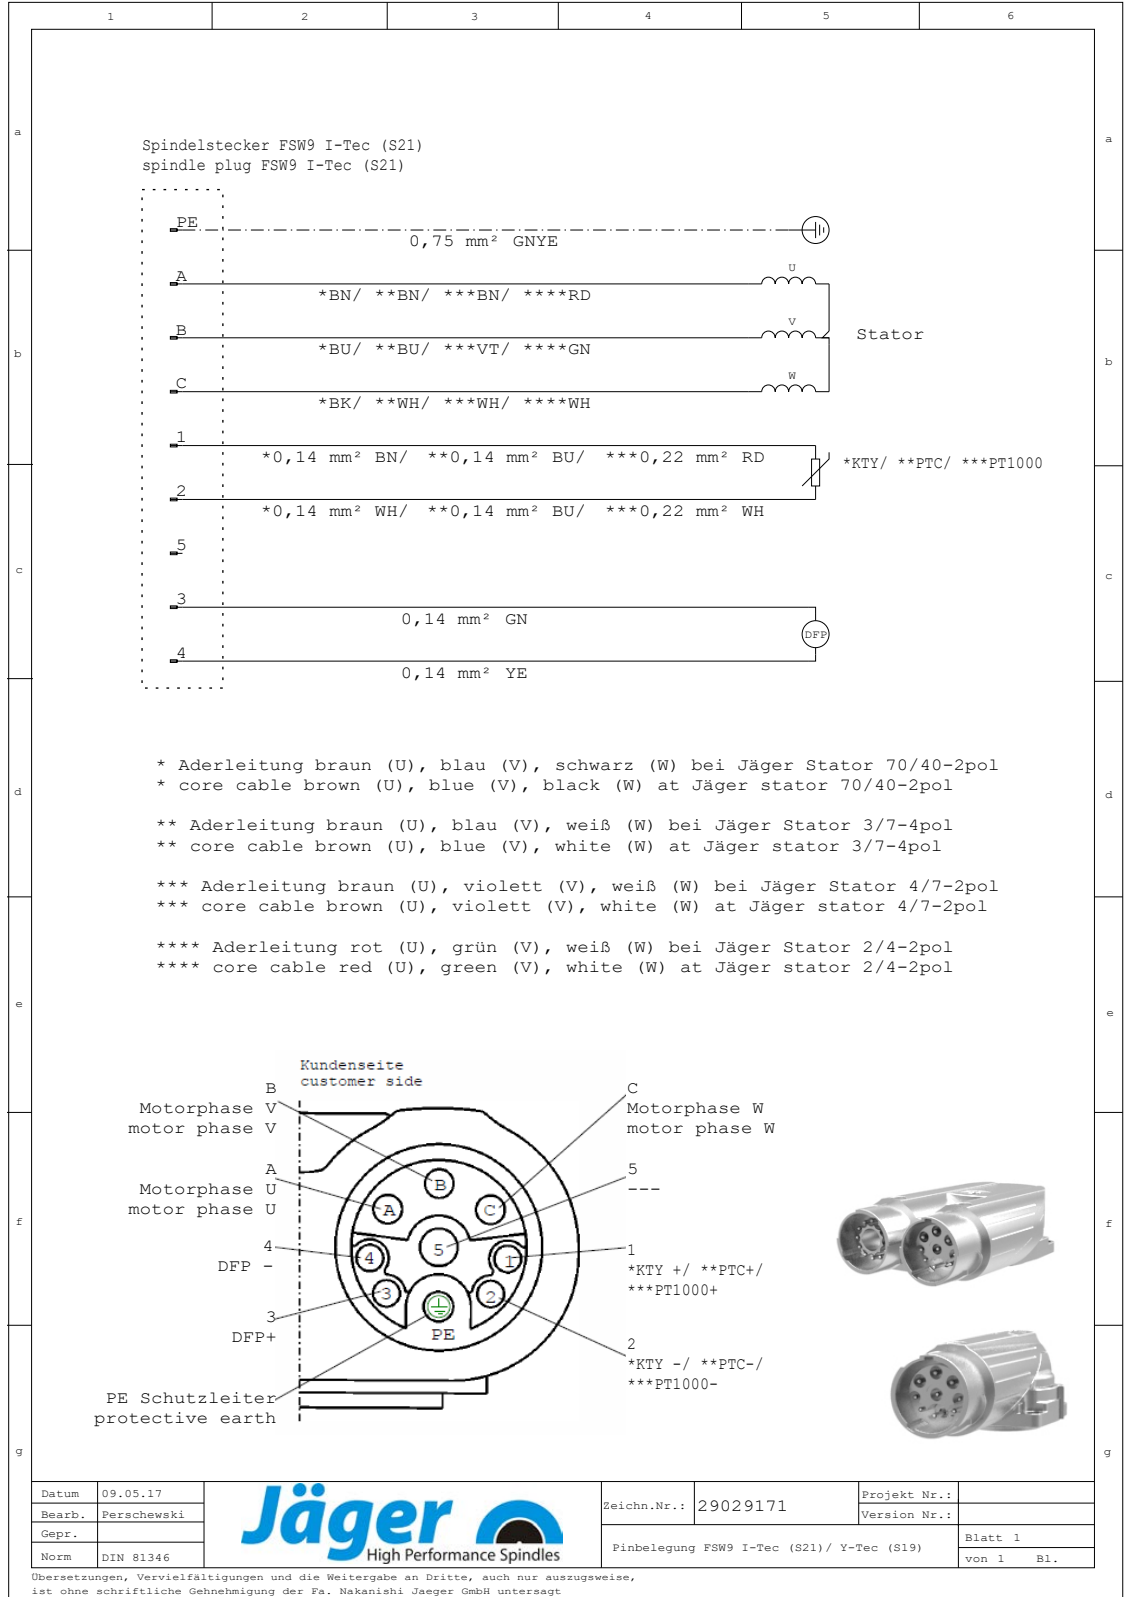 1 2 3 4 5 6
a a
Spindelstecker FSW9 I-Tec (S21)
spindle plug FSW9 I-Tec (S21)
PE
0,75 mm² GNYE
U
A
*BN/ **BN/ ***BN/ ****RD
V
B
Stator
*BU/ **BU/ ***VT/ ****GN
b b
W
C
*BK/ **WH/ ***WH/ ****WH
1
*0,14 mm² BN/ **0,14 mm² BU/ ***0,22 mm² RD
*KTY/ **PTC/ ***PT1000
2
*0,14 mm² WH/ **0,14 mm² BU/ ***0,22 mm² WH
5
c c
3
0,14 mm² GN
DFP
4
0,14 mm² YE
* Aderleitung braun (U), blau (V), schwarz (W) bei Jäger Stator 70/40-2pol
* core cable brown (U), blue (V), black (W) at Jäger stator 70/40-2pol
d d
** Aderleitung braun (U), blau (V), weiß (W) bei Jäger Stator 3/7-4pol
** core cable brown (U), blue (V), white (W) at Jäger stator 3/7-4pol
*** Aderleitung braun (U), violett (V), weiß (W) bei Jäger Stator 4/7-2pol
*** core cable brown (U), violett (V), white (W) at Jäger stator 4/7-2pol
**** Aderleitung rot (U), grün (V), weiß (W) bei Jäger Stator 2/4-2pol
**** core cable red (U), green (V), white (W) at Jäger stator 2/4-2pol
e e
Kundenseite
customer side
B
Motorphase V
motor phase V
C
Motorphase W
motor phase W
A
Motorphase U
motor phase U
5
---
B
A
C
f f
4
DFP -
5
4
1
3
2
1
*KTY +/ **PTC+/
***PT1000+
3
DFP+
PE
2
*KTY -/ **PTC-/
***PT1000-
PE Schutzleiter
protective earth
g g
Datum 09.05.17
Bearb. Perschewski
Gepr.
Norm DIN 81346
Jäger
High Performance Spindles
Zeichn.Nr.: 29029171
Projekt Nr.:
Version Nr.:
Pinbelegung FSW9 I-Tec (S21)/ Y-Tec (S19)
Blatt 1
von 1 Bl.
Übersetzungen, Vervielfältigungen und die Weitergabe an Dritte, auch nur auszugsweise,
ist ohne schriftliche Gehnehmigung der Fa. Nakanishi Jaeger GmbH untersagt